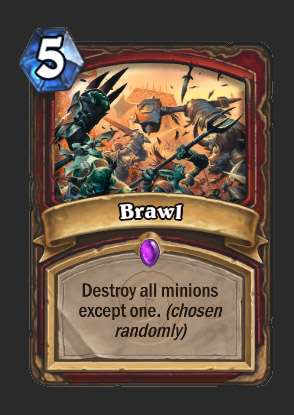 5
Brawl
Destroy all minions
except one. (chosen
randomly)